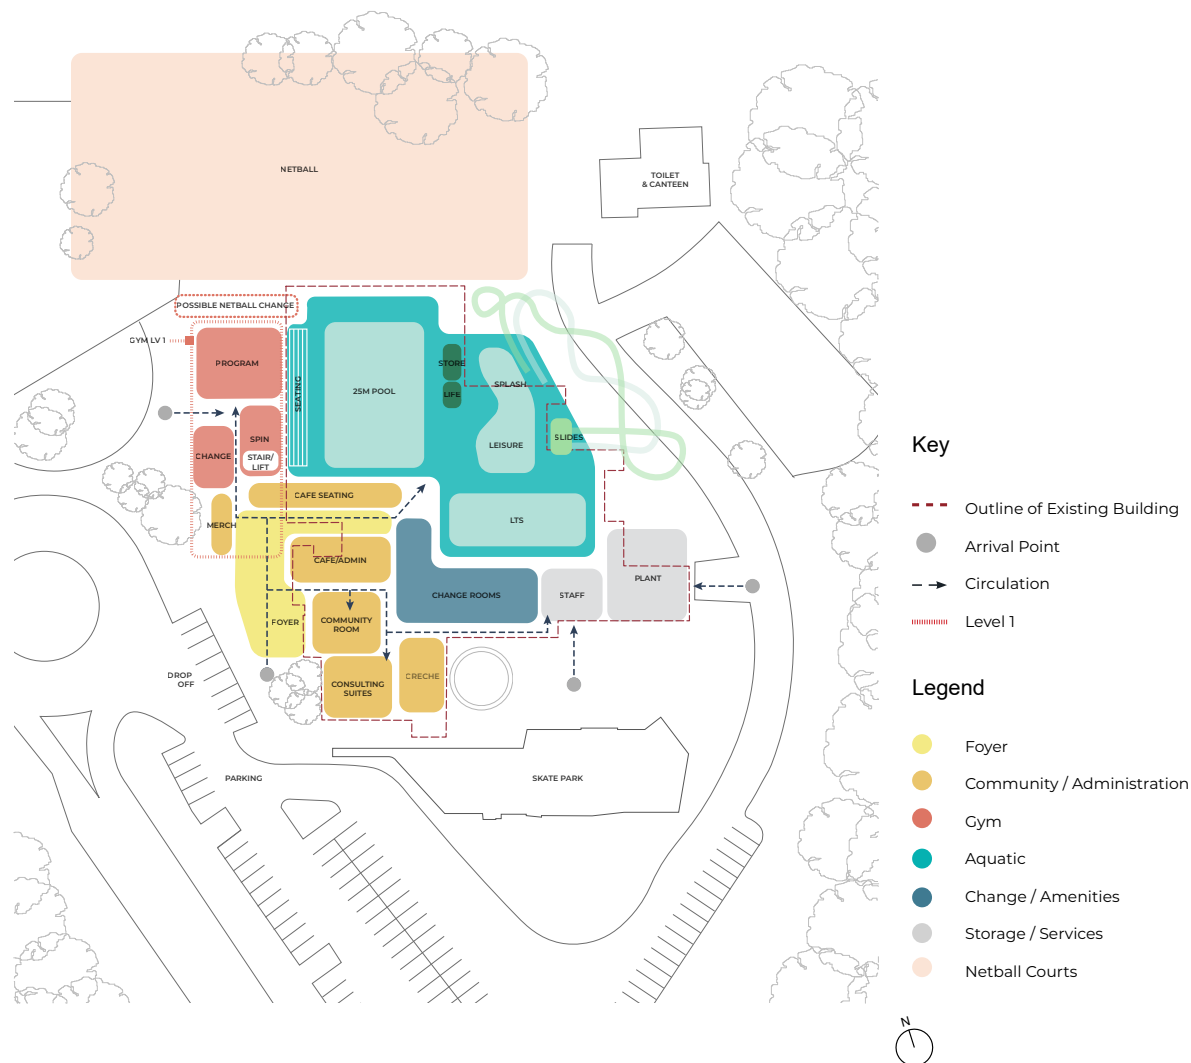 NETBALL
TOILET
& CANTEEN
POSSIBLE NETBALL CHANGE
GYM LV 1
PROGRAM
SEATING
25M POOL
STORE
LIFE
SPLASH
LEISURE
SLIDES
SPIN
STAIR/
LIFT
CHANGE
MERCH
CAFE SEATING
LTS
CAFE/ADMIN
CHANGE ROOMS
STAFF
PLANT
FOYER
COMMUNITY
ROOM
CONSULTING
SUITES
CRECHE
DROP
OFF
PARKING
SKATE PARK
Key
Outline of Existing Building
Arrival Point
Circulation
Level 1
Legend
Foyer
Community / Administration
Gym
Aquatic
Change / Amenities
Storage / Services
Netball Courts
N